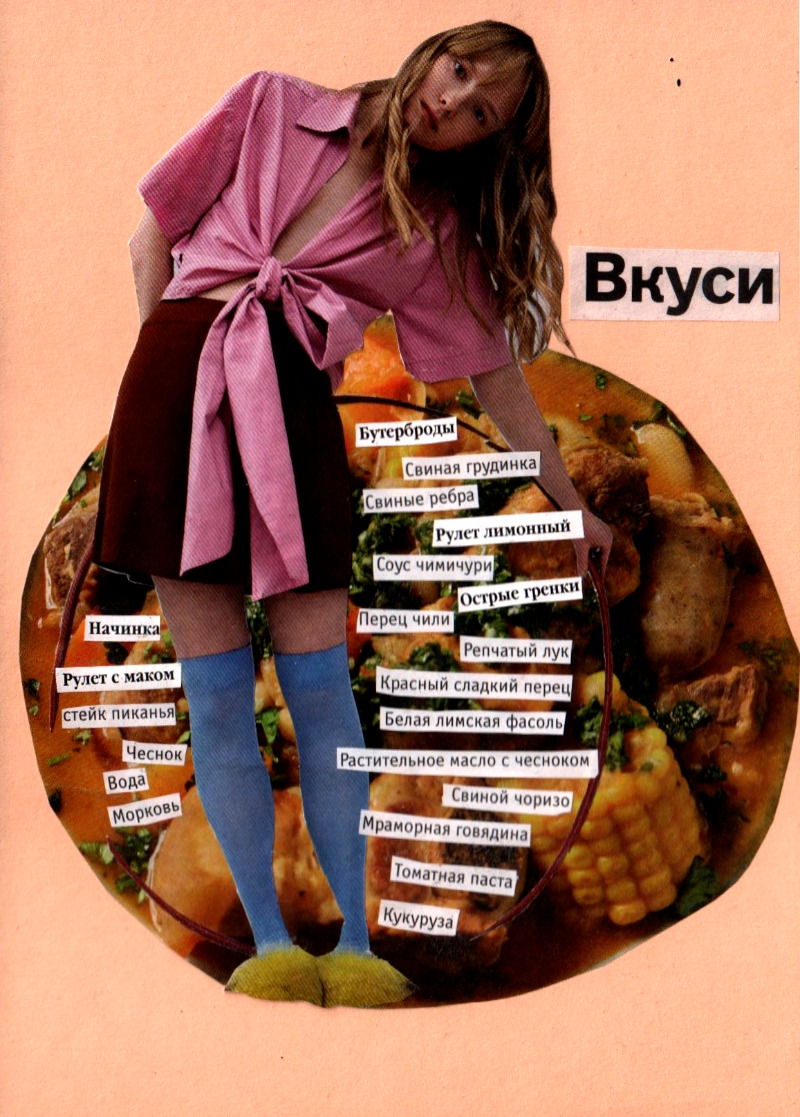 Вкуси
Бутерброды
Свиная грудинка
Свиные ребра
Рулет лимонный
Соус чимичури
Острые гренки
Перец чили
Репчатый лук
Красный сладкий перец
Белая лимская фасоль
Растительное масло с чесноком
Свиной чоризо
Мраморная говядина
Томатная паста
Кукуруза
Начинка
Рулет с маком
стейк пиканья
Чеснок
Вода
Морковь